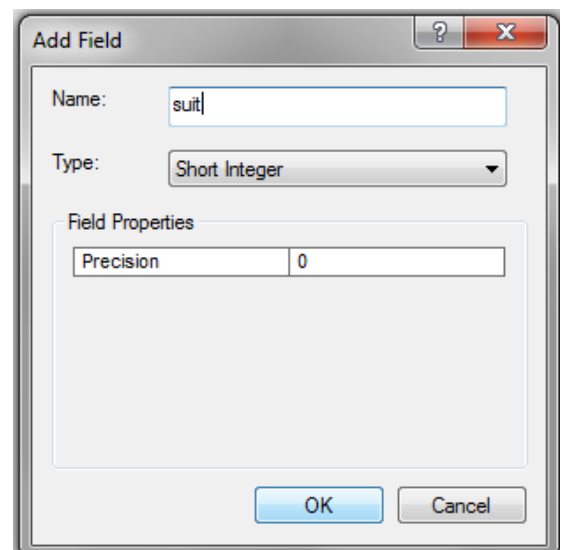 Add Field
?
X
Name: suit
Type: Short Integer
Field Properties
Precision 0
OK Cancel